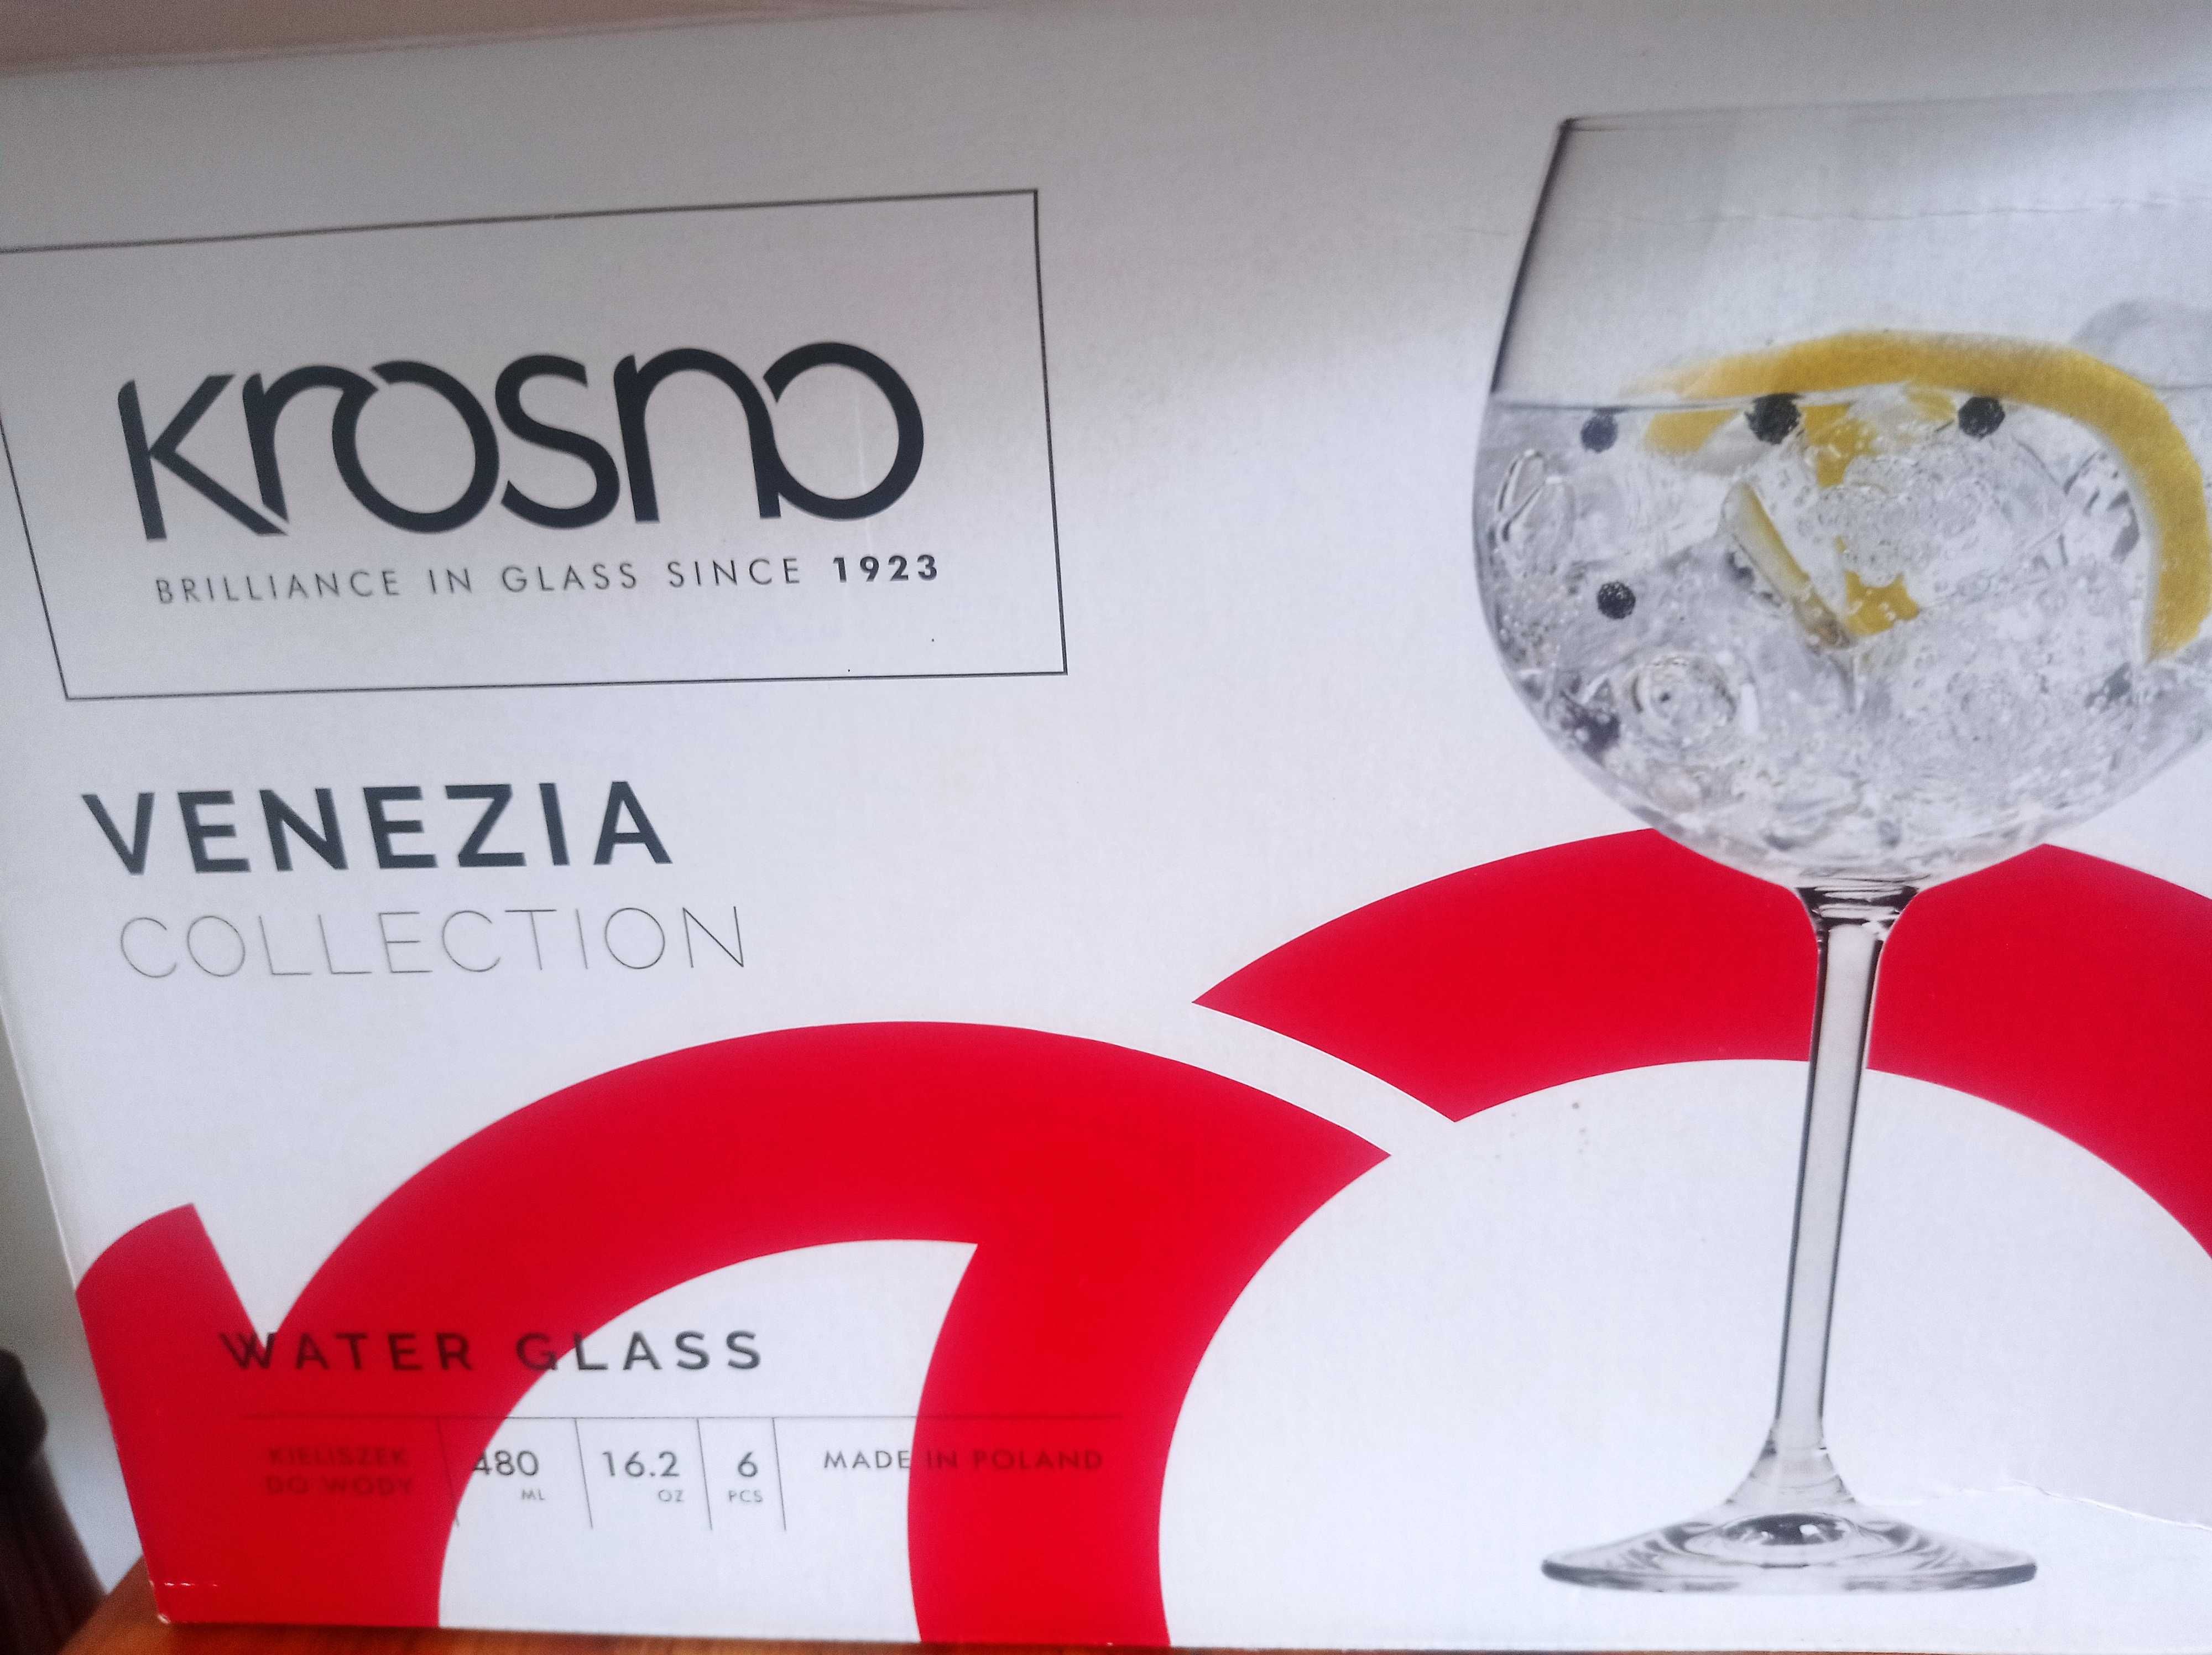 krosno
BRILLIANCE IN GLASS SINCE 1923
VENEZIA
COLLECTION
WATER GLASS
KIELISZEK
DO WODY
480
ML
16.2
OZ
6
PCS
MADE IN POLAND